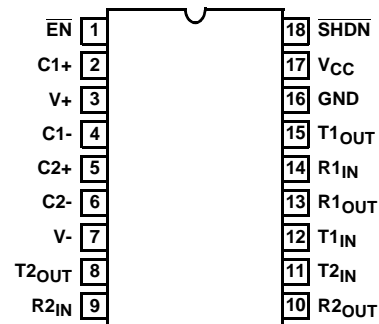 EN 1 18 SHDN
C1+ 2 17 VCC
V+ 3 16 GND
C1- 4 15 T1OUT
C2+ 5 14 R1IN
C2- 6 13 R1OUT
V- 7 12 T1IN
T2OUT 8 11 T2IN
R2IN 9 10 R2OUT